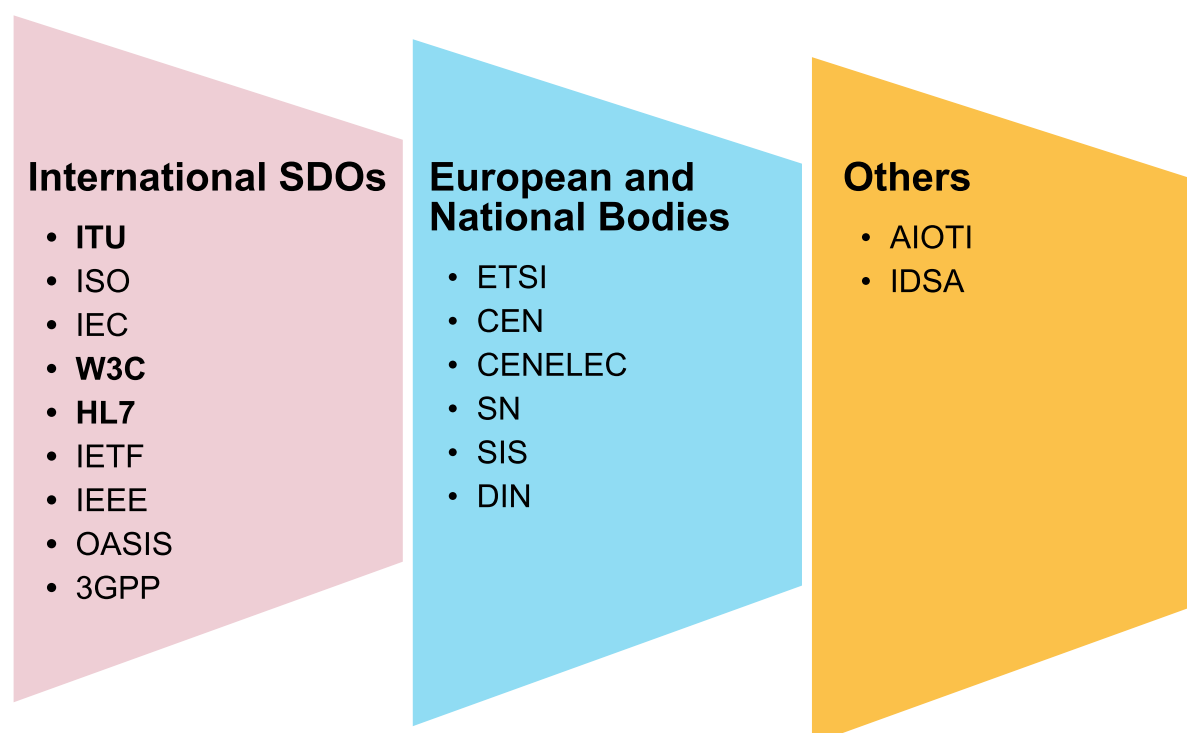 International SDOs
• ITU
• ISO
• IEC
• W3C
• HL7
• IETF
• IEEE
• OASIS
• 3GPP
European and
National Bodies
• ETSI
• CEN
• CENELEC
• SN
• SIS
• DIN
Others
• AIOTI
• IDSA